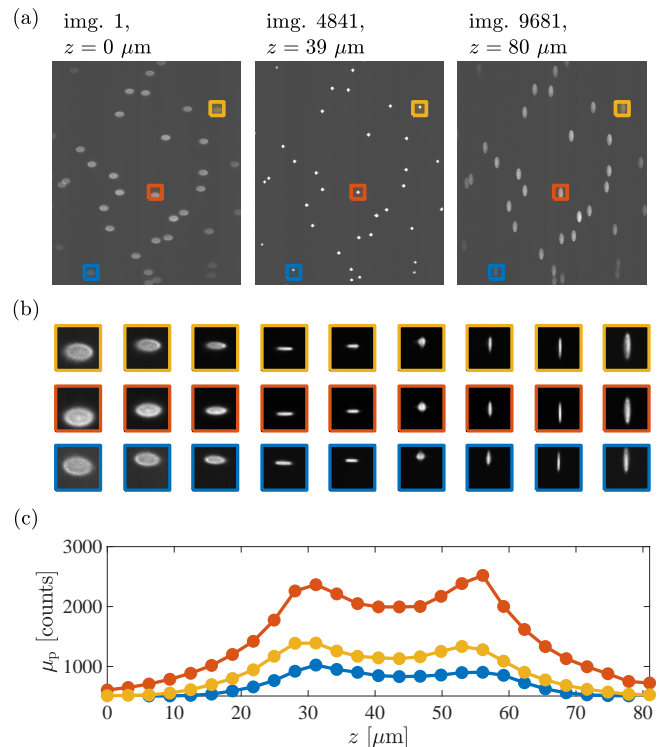 (a)
img. 1,
z = 0 μm
img. 4841,
z = 39 μm
img. 9681,
z = 80 μm
(b)
(c)
3000
2000
1000
μp [counts]
0 10 20 30 40 50 60 70 80
z [μm]